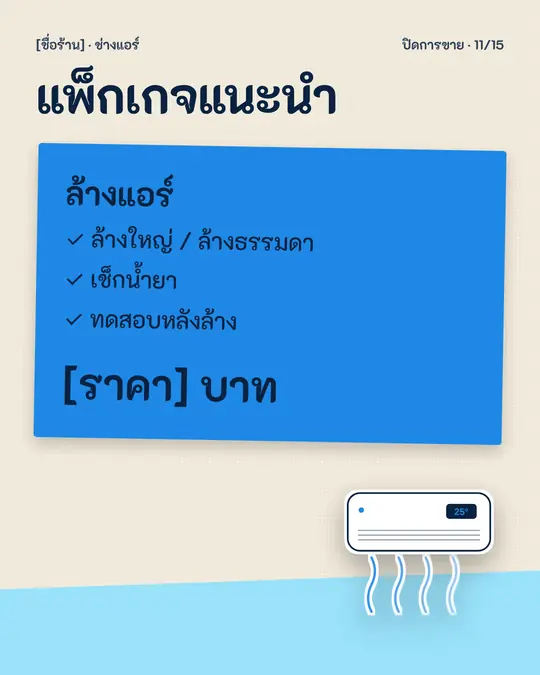 [ชื่อร้าน] · ช่างแอร์
ปิดการขาย · 11/15
แพ็กเกจแนะนำ
ล้างแอร์
✓ ล้างใหญ่ / ล้างธรรมดา
✓ เช็กน้ำยา
✓ ทดสอบหลังล้าง
[ราคา] บาท
25°